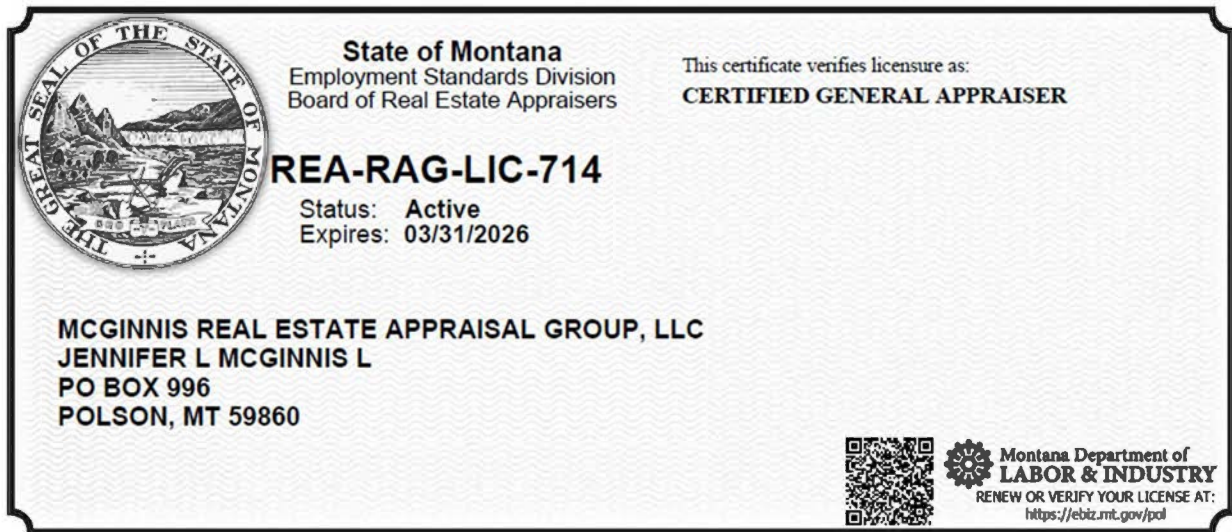 THE GREAT SEAL OF THE STATE OF MONTANA
ORO Y PLATA
State of Montana
Employment Standards Division
Board of Real Estate Appraisers
REA-RAG-LIC-714
Status: Active
Expires: 03/31/2026
This certificate verifies licensure as:
CERTIFIED GENERAL APPRAISER
MCGINNIS REAL ESTATE APPRAISAL GROUP, LLC
JENNIFER L MCGINNIS L
PO BOX 996
POLSON, MT 59860
Montana Department of
LABOR & INDUSTRY
RENEW OR VERIFY YOUR LICENSE AT:
https://ebiz.mt.gov/pol